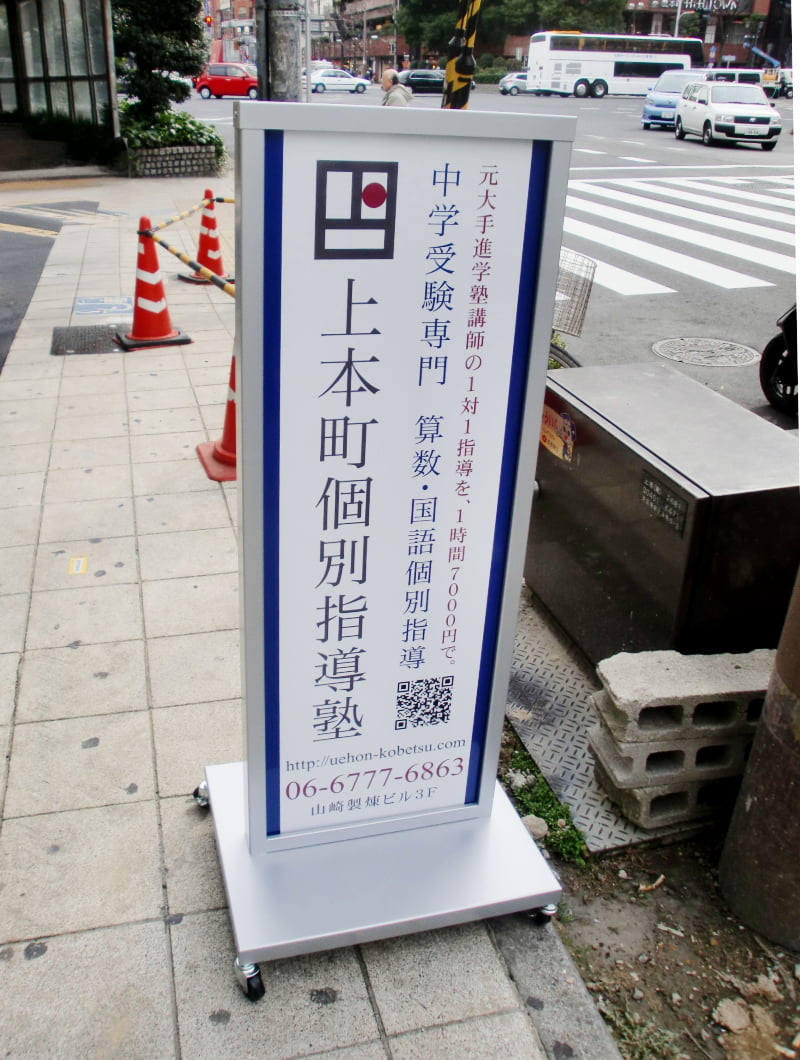 元大手進学塾講師の1対1指導を、1時間7000円で。
中学受験専門 算数・国語個別指導
上本町個別指導塾
http://uehon-kobetsu.com
06-6777-6863
山崎製煉ビル3F